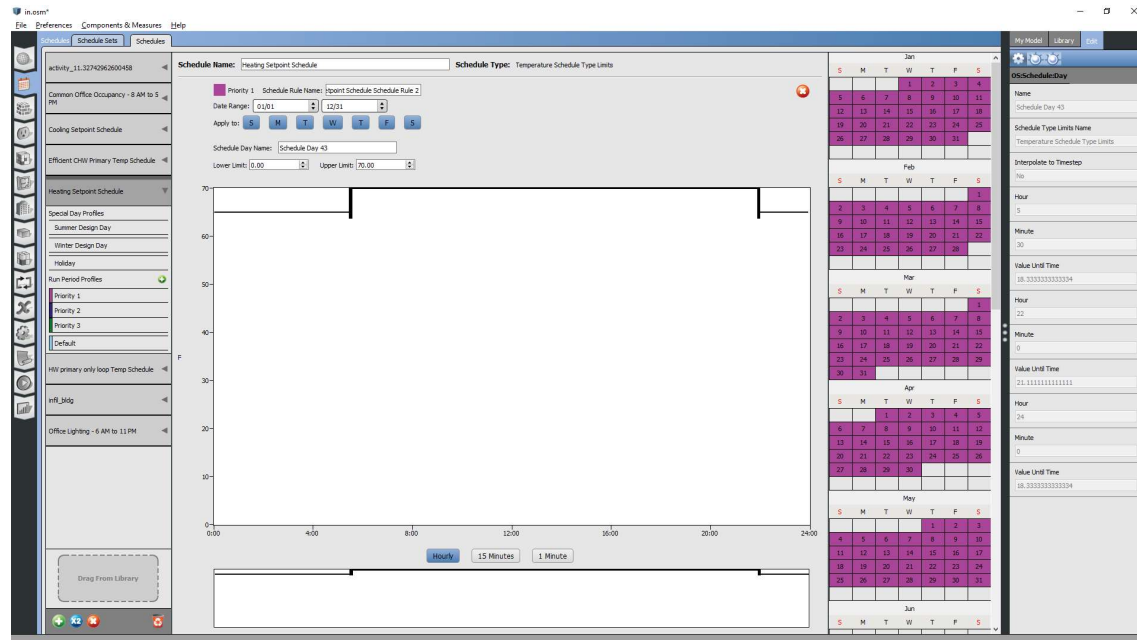 in.osm*
File Preferences Components & Measures Help
Schedules Schedule Sets Schedules
My Model Library Edit
activity_11.32742962600458
Common Office Occupancy - 8 AM to 5 PM
Cooling Setpoint Schedule
Efficient CHW Primary Temp Schedule
Heating Setpoint Schedule
Special Day Profiles
Summer Design Day
Winter Design Day
Holiday
Run Period Profiles
Priority 1
Priority 2
Priority 3
Default
HW primary only loop Temp Schedule
infil_bldg
Office Lighting - 6 AM to 11 PM
Drag From Library
X2
Schedule Name: Heating Setpoint Schedule Schedule Type: Temperature Schedule Type Limits
Priority 1 Schedule Rule Name: etpoint Schedule Schedule Rule 2
Date Range: 01/01 12/31
Apply to: S M T W T F S
Schedule Day Name: Schedule Day 43
Lower Limit: 0.00 Upper Limit: 70.00
70
60
50
40
F
30
20
10
0
0:00 4:00 8:00 12:00 16:00 20:00 24:00
Hourly 15 Minutes 1 Minute
Jan
S M T W T F S
1 2 3 4
5 6 7 8 9 10 11
12 13 14 15 16 17 18
19 20 21 22 23 24 25
26 27 28 29 30 31
Feb
S M T W T F S
1
2 3 4 5 6 7 8
9 10 11 12 13 14 15
16 17 18 19 20 21 22
23 24 25 26 27 28
Mar
S M T W T F S
1
2 3 4 5 6 7 8
9 10 11 12 13 14 15
16 17 18 19 20 21 22
23 24 25 26 27 28 29
30 31
Apr
S M T W T F S
1 2 3 4 5
6 7 8 9 10 11 12
13 14 15 16 17 18 19
20 21 22 23 24 25 26
27 28 29 30
May
S M T W T F S
1 2 3
4 5 6 7 8 9 10
11 12 13 14 15 16 17
18 19 20 21 22 23 24
25 26 27 28 29 30 31
Jun
S M T W T F S
OS:Schedule:Day
Name
Schedule Day 43
Schedule Type Limits Name
Temperature Schedule Type Limits
Interpolate to Timestep
No
Hour
5
Minute
30
Value Until Time
18.3333333333334
Hour
22
Minute
0
Value Until Time
21.1111111111111
Hour
24
Minute
0
Value Until Time
18.3333333333334